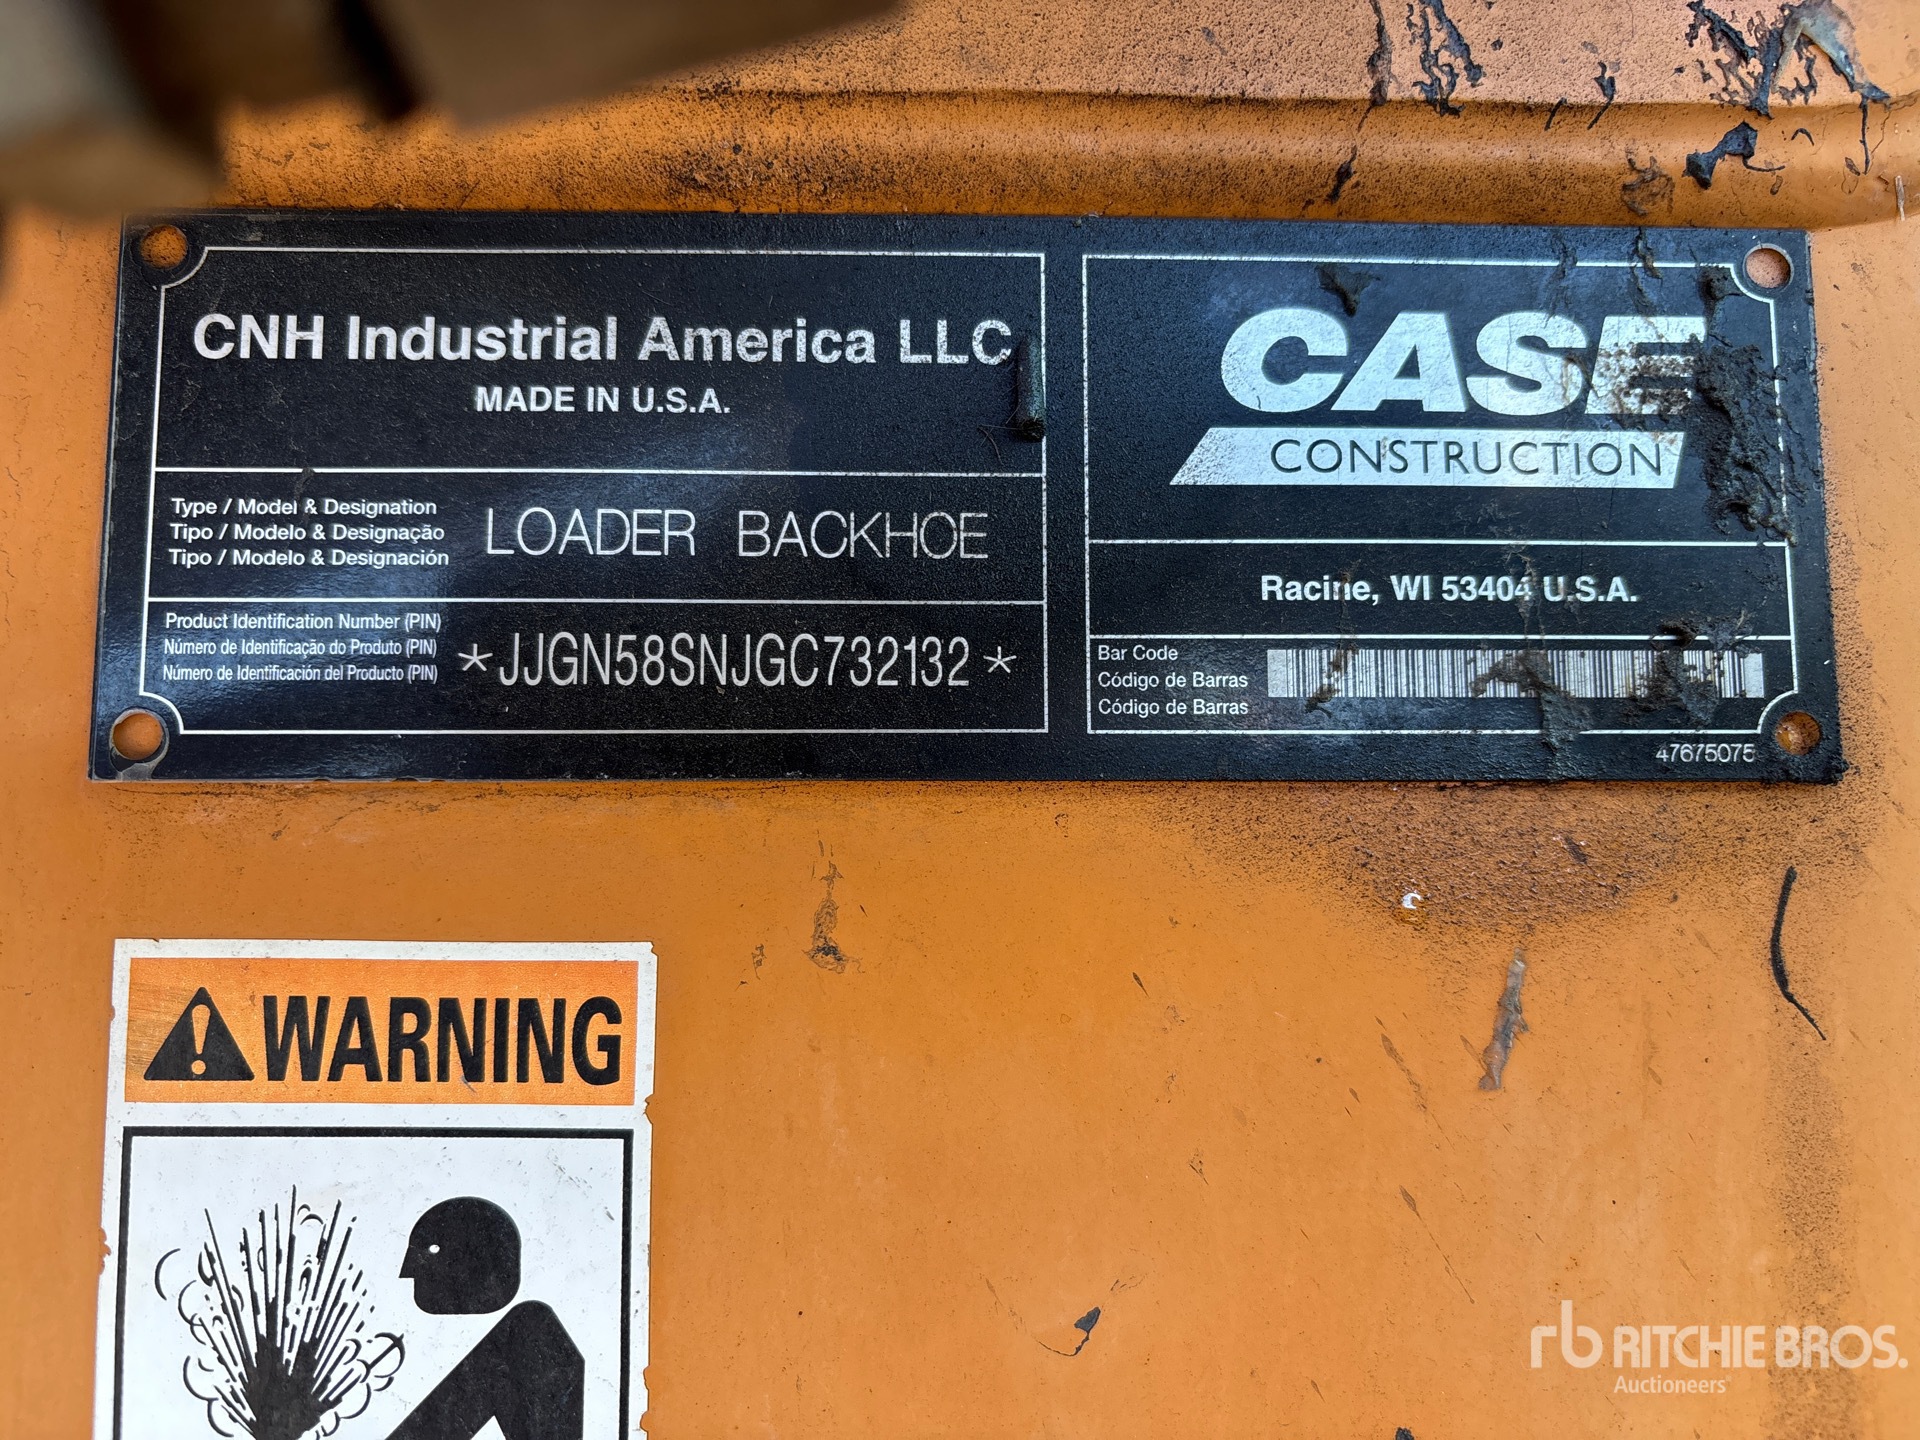 CNH Industrial America LLC
MADE IN U.S.A.
Type / Model & Designation
Tipo / Modelo & Designação
Tipo / Modelo & Designación
LOADER BACKHOE
Product Identification Number (PIN)
Número de Identificação do Produto (PIN)
Número de Identificación del Producto (PIN)
*JJGN58SNJGC732132*
CASE
CONSTRUCTION
Racine, WI 53404 U.S.A.
Bar Code
Código de Barras
Código de Barras
47675075
WARNING
rb RITCHIE BROS.
Auctioneers